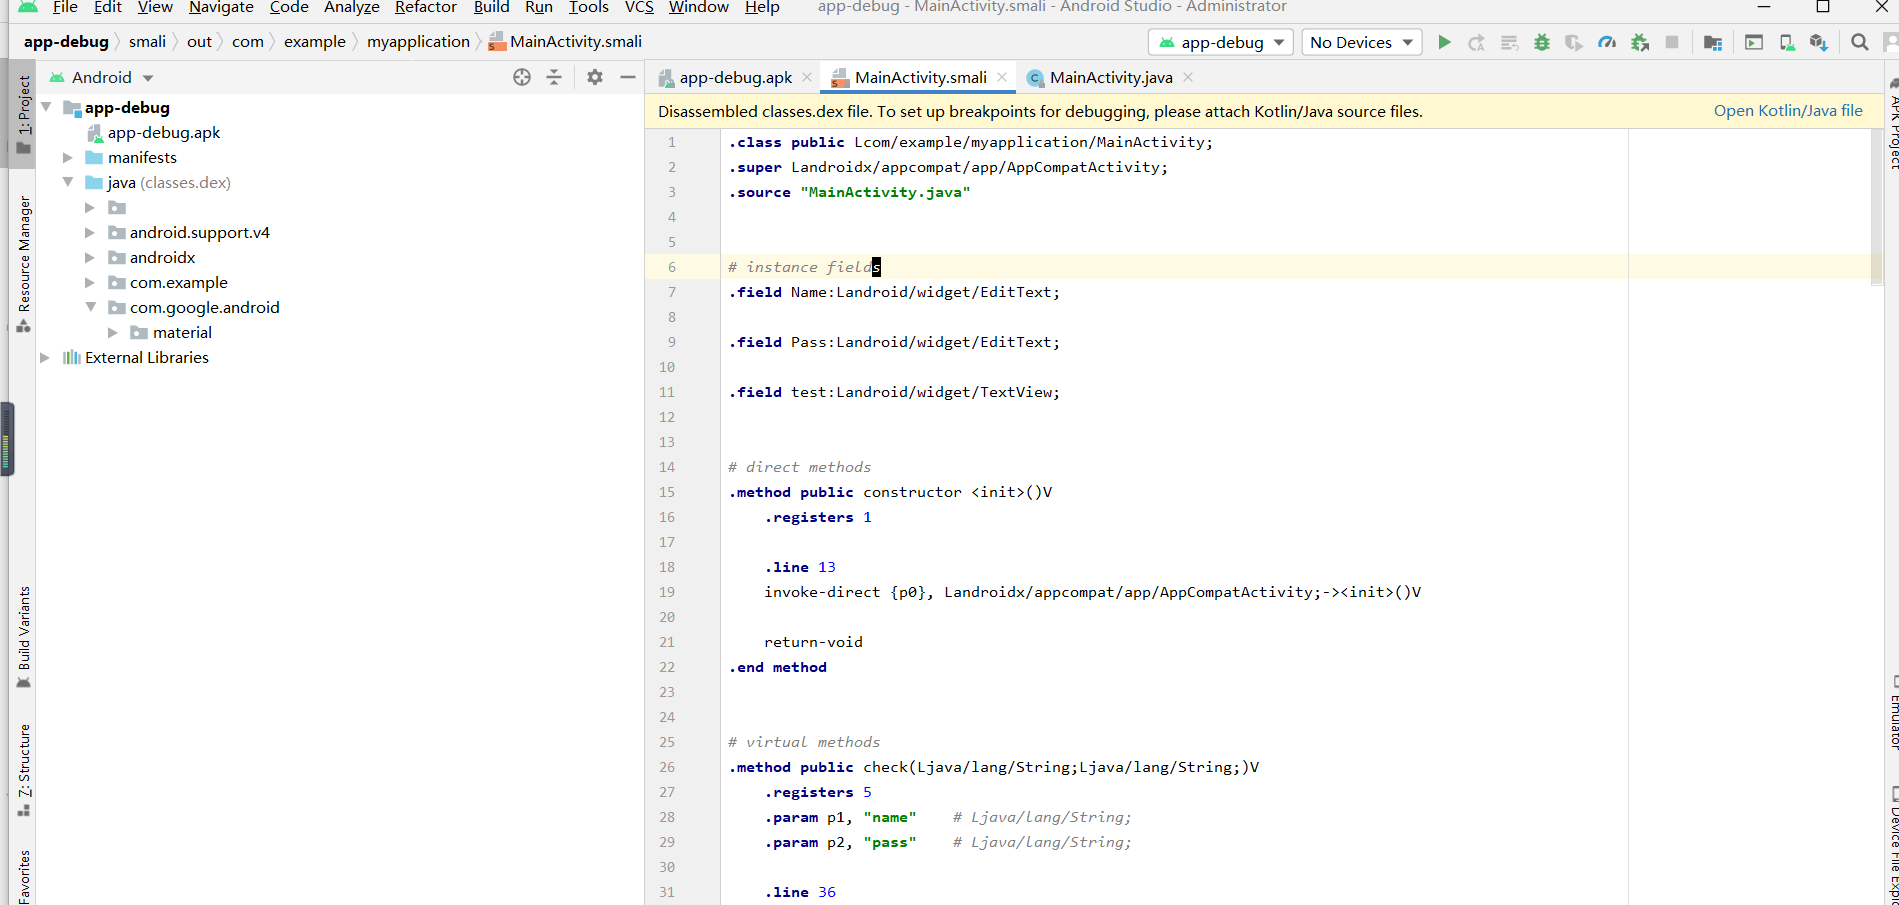 File Edit View Navigate Code Analyze Refactor Build Run Tools VCS Window Help app-debug - MainActivity.smali - Android Studio - Administrator
app-debug smali out com example myapplication MainActivity.smali app-debug No Devices
Android
app-debug.apk MainActivity.smali MainActivity.java
Disassembled classes.dex file. To set up breakpoints for debugging, please attach Kotlin/Java source files. Open Kotlin/Java file
1: Project
Resource Manager
Build Variants
Z: Structure
Favorites
app-debug
app-debug.apk
manifests
java (classes.dex)
android.support.v4
androidx
com.example
com.google.android
material
External Libraries
1 .class public Lcom/example/myapplication/MainActivity;
2 .super Landroidx/appcompat/app/AppCompatActivity;
3 .source "MainActivity.java"
4
5
6 # instance fields
7 .field Name:Landroid/widget/EditText;
8
9 .field Pass:Landroid/widget/EditText;
10
11 .field test:Landroid/widget/TextView;
12
13
14 # direct methods
15 .method public constructor <init>()V
16 .registers 1
17
18 .line 13
19 invoke-direct {p0}, Landroidx/appcompat/app/AppCompatActivity;-><init>()V
20
21 return-void
22 .end method
23
24
25 # virtual methods
26 .method public check(Ljava/lang/String;Ljava/lang/String;)V
27 .registers 5
28 .param p1, "name" # Ljava/lang/String;
29 .param p2, "pass" # Ljava/lang/String;
30
31 .line 36
APK Project
Emulator
Device File Expl